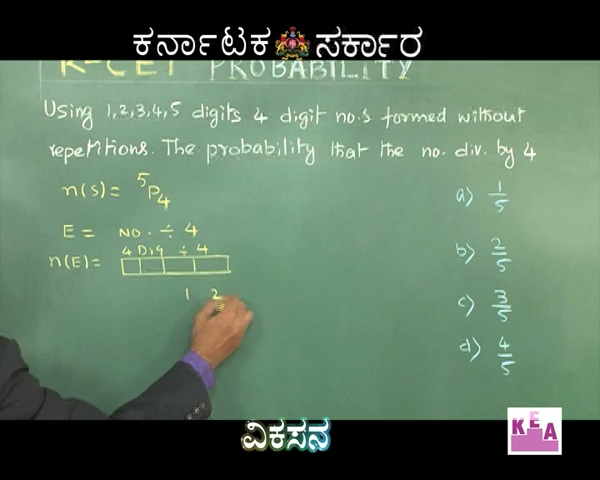 ಕರ್ನಾಟಕ ಸರ್ಕಾರ
K-CET PROBABILITY
Using 1,2,3,4,5 digits 4 digit no.s formed without
repetitions. The probability that the no. div. by 4
n(S) = ⁵P₄
a) 1/5
E = NO. ÷ 4
4 Dig ÷ 4
b) 2/5
n(E) =
1 2
c) 3/5
d) 4/5
ವಿಕಸನ
KEA